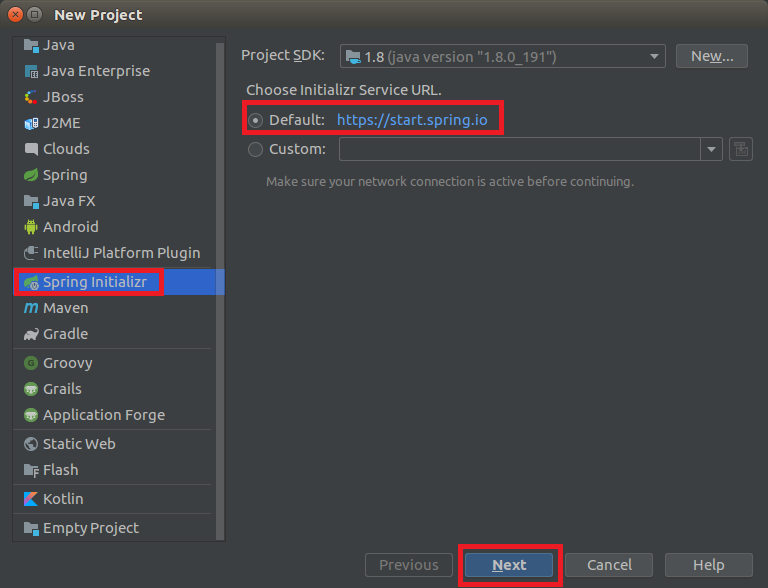 New Project
Java
Java Enterprise
JBoss
J2ME
Clouds
Spring
Java FX
Android
IntelliJ Platform Plugin
Spring Initializr
Maven
Gradle
Groovy
Grails
Application Forge
Static Web
Flash
Kotlin
Empty Project
Project SDK: 1.8 (java version "1.8.0_191") New...
Choose Initializr Service URL.
Default: https://start.spring.io
Custom:
Make sure your network connection is active before continuing.
Previous Next Cancel Help